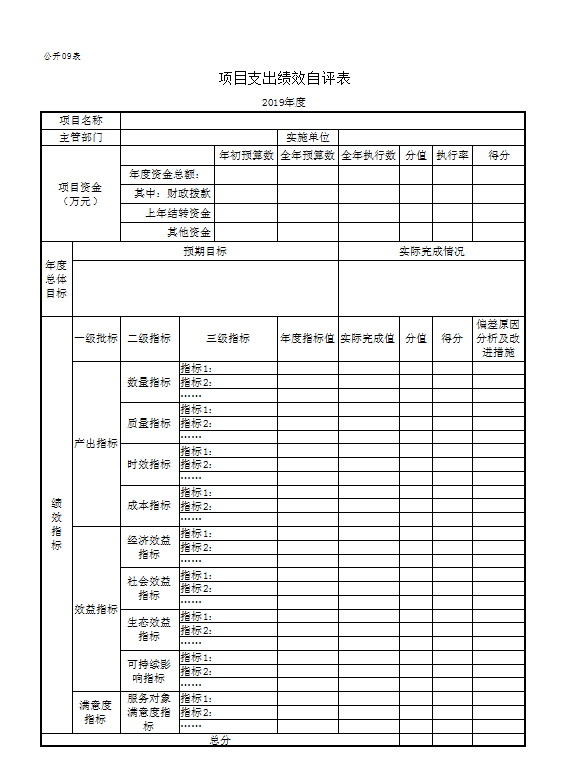 公开09表
项目支出绩效自评表
2019年度
项目名称
主管部门 实施单位
项目资金
（万元）
年初预算数 全年预算数 全年执行数 分值 执行率 得分
年度资金总额：
其中：财政拨款
上年结转资金
其他资金
年度
总体
目标
预期目标 实际完成情况
绩
效
指
标
一级批标 二级指标 三级指标 年度指标值 实际完成值 分值 得分
偏差原因
分析及改
进措施
产出指标
数量指标
指标1：
指标2：
……
质量指标
指标1：
指标2：
……
时效指标
指标1：
指标2：
……
成本指标
指标1：
指标2：
……
效益指标
经济效益
指标
指标1：
指标2：
……
社会效益
指标
指标1：
指标2：
……
生态效益
指标
指标1：
指标2：
……
可持续影
响指标
指标1：
指标2：
……
满意度
指标
服务对象
满意度指
标
指标1：
指标2：
……
总分